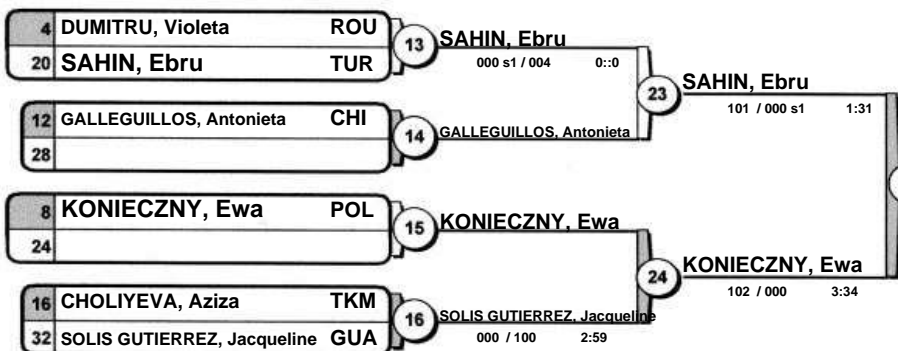 4 DUMITRU, Violeta ROU
20 SAHIN, Ebru TUR
13 SAHIN, Ebru
000 s1 / 004 0::0
12 GALLEGUILLOS, Antonieta CHI
28
14 GALLEGUILLOS, Antonieta
23 SAHIN, Ebru
101 / 000 s1 1:31
8 KONIECZNY, Ewa POL
24
15 KONIECZNY, Ewa
16 CHOLIYEVA, Aziza TKM
32 SOLIS GUTIERREZ, Jacqueline GUA
16 SOLIS GUTIERREZ, Jacqueline
000 / 100 2:59
24 KONIECZNY, Ewa
102 / 000 3:34